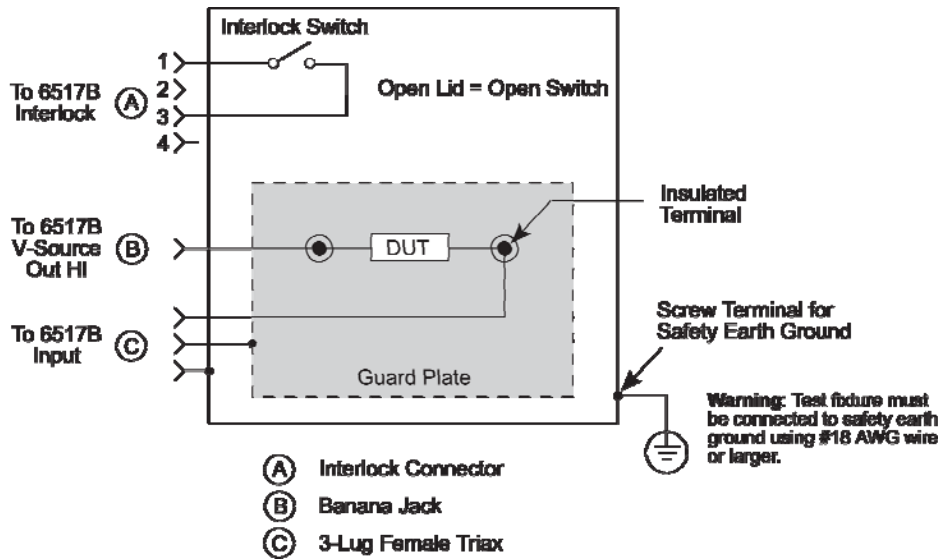 Interlock Switch
1
2
3
4
To 6517B
Interlock
A
Open Lid = Open Switch
Insulated
Terminal
To 6517B
V-Source
Out HI
B
DUT
Screw Terminal for
Safety Earth Ground
To 6517B
Input
C
Guard Plate
Warning: Test fixture must
be connected to safety earth
ground using #18 AWG wire
or larger.
A Interlock Connector
B Banana Jack
C 3-Lug Female Triax